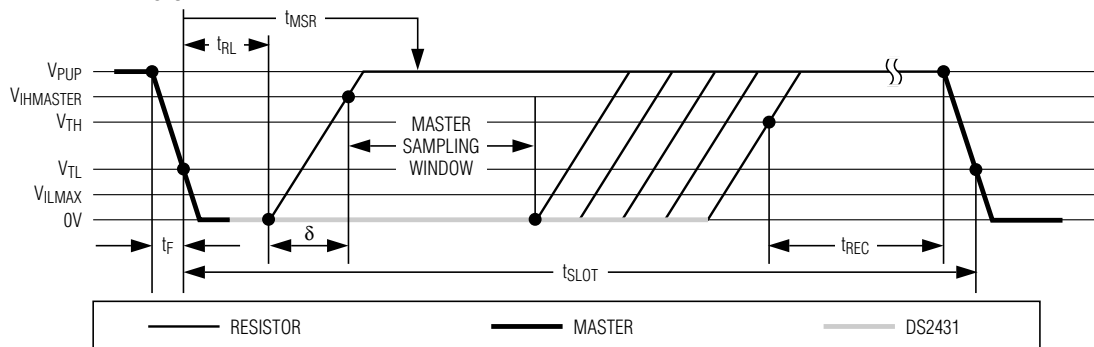 tMSR
tRL
VPUP
VIHMASTER
VTH
MASTER
SAMPLING
WINDOW
VTL
VILMAX
0V
tF
δ
tREC
tSLOT
RESISTOR MASTER DS2431